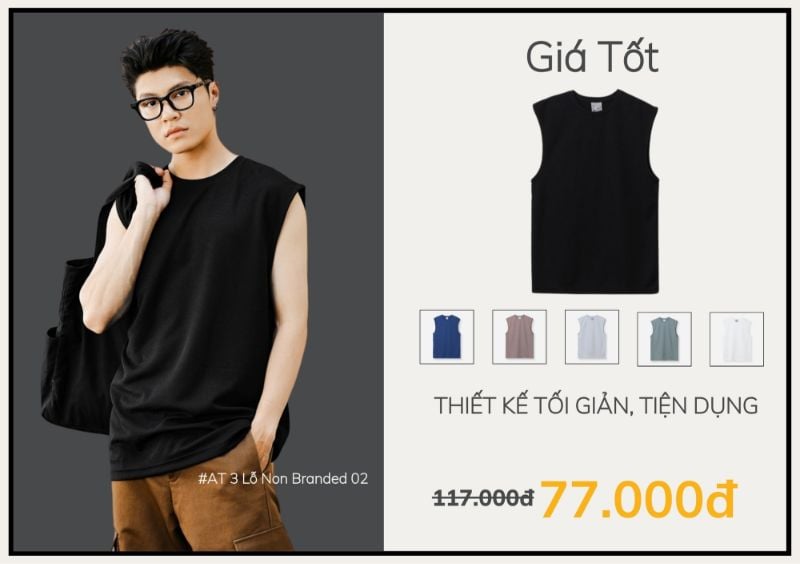 Giá Tốt
THIẾT KẾ TỐI GIẢN, TIỆN DỤNG
#AT 3 Lỗ Non Branded 02
117.000đ 77.000đ